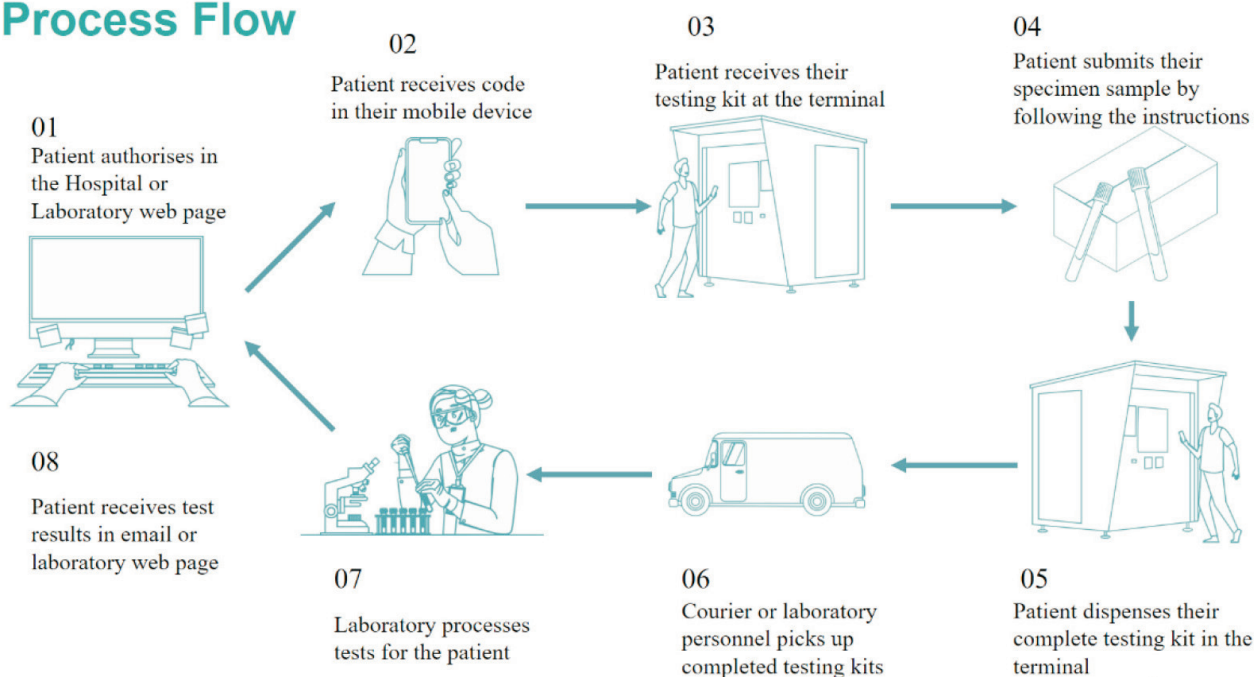 Process Flow
01
Patient authorises in
the Hospital or
Laboratory web page
02
Patient receives code
in their mobile device
03
Patient receives their
testing kit at the terminal
04
Patient submits their
specimen sample by
following the instructions
05
Patient dispenses their
complete testing kit in the
terminal
06
Courier or laboratory
personnel picks up
completed testing kits
07
Laboratory processes
tests for the patient
08
Patient receives test
results in email or
laboratory web page